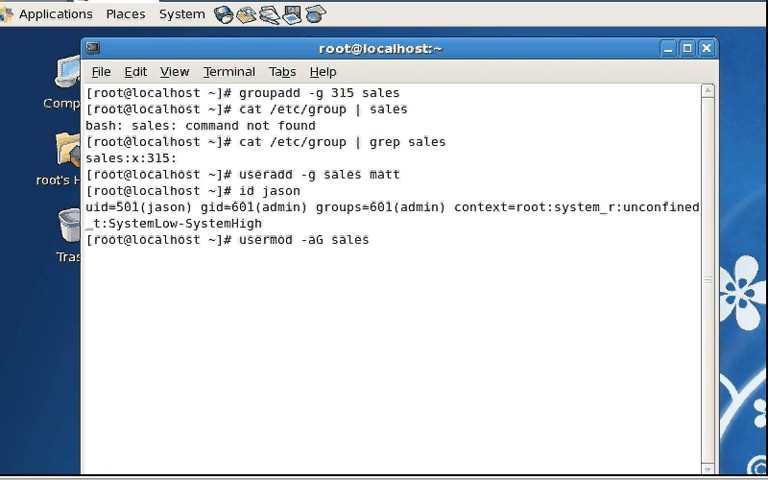 Applications Places System
root@localhost:~
File Edit View Terminal Tabs Help
[root@localhost ~]# groupadd -g 315 sales
[root@localhost ~]# cat /etc/group | sales
bash: sales: command not found
[root@localhost ~]# cat /etc/group | grep sales
sales:x:315:
[root@localhost ~]# useradd -g sales matt
[root@localhost ~]# id jason
uid=501(jason) gid=601(admin) groups=601(admin) context=root:system_r:unconfined
_t:SystemLow-SystemHigh
[root@localhost ~]# usermod -aG sales
Comp
root's H
Tras